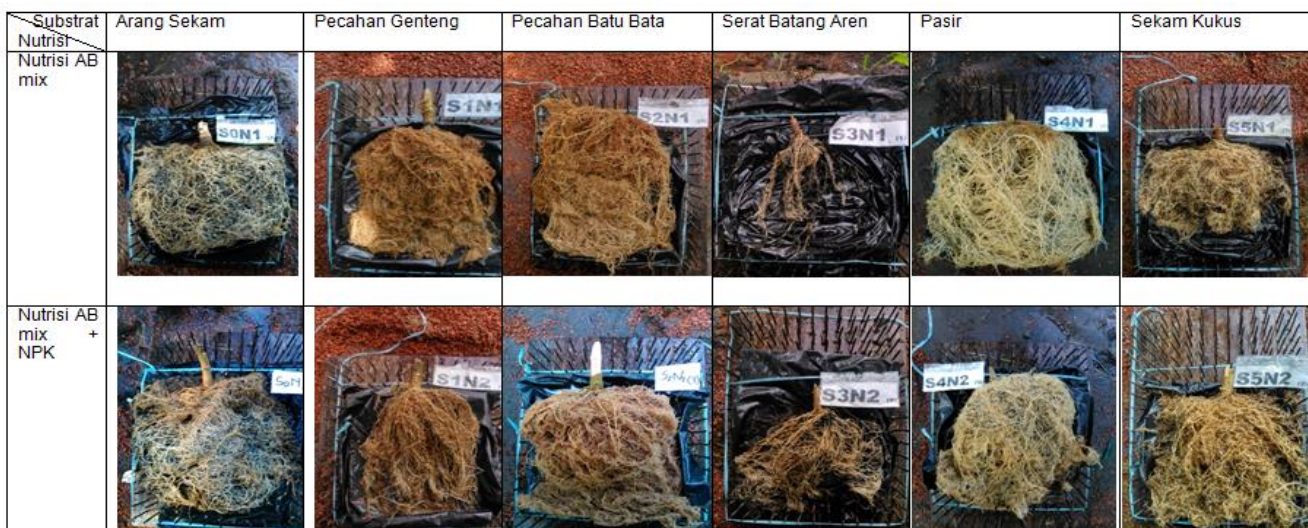 Substrat Arang Sekam Pecahan Genteng Pecahan Batu Bata Serat Batang Aren Pasir Sekam Kukus
Nutrisi
Nutrisi AB
mix
S0N1 S1N1 S2N1 S3N1 S4N1 S5N1
Nutrisi AB
mix +
NPK
S1N2 S3N2 S4N2 S5N2